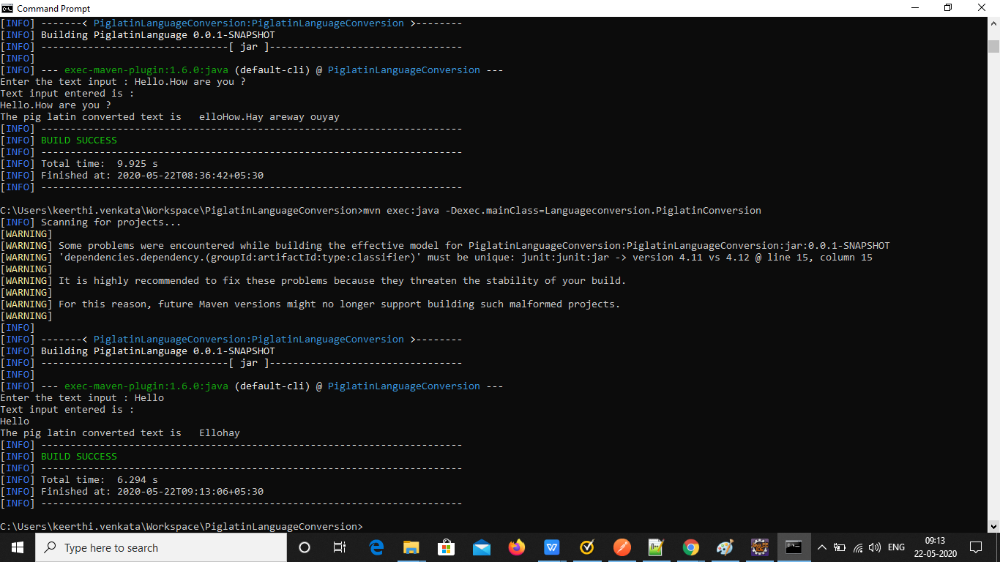 Command Prompt
[INFO] -------< PiglatinLanguageConversion:PiglatinLanguageConversion >--------
[INFO] Building PiglatinLanguage 0.0.1-SNAPSHOT
[INFO] --------------------------------[ jar ]---------------------------------
[INFO]
[INFO] --- exec-maven-plugin:1.6.0:java (default-cli) @ PiglatinLanguageConversion ---
Enter the text input : Hello.How are you ?
Text input entered is :
Hello.How are you ?
The pig latin converted text is   elloHow.Hay areway ouyay
[INFO] ------------------------------------------------------------------------
[INFO] BUILD SUCCESS
[INFO] ------------------------------------------------------------------------
[INFO] Total time:  9.925 s
[INFO] Finished at: 2020-05-22T08:36:42+05:30
[INFO] ------------------------------------------------------------------------
C:\Users\keerthi.venkata\Workspace\PiglatinLanguageConversion>mvn exec:java -Dexec.mainClass=Languageconversion.PiglatinConversion
[INFO] Scanning for projects...
[WARNING]
[WARNING] Some problems were encountered while building the effective model for PiglatinLanguageConversion:PiglatinLanguageConversion:jar:0.0.1-SNAPSHOT
[WARNING] 'dependencies.dependency.(groupId:artifactId:type:classifier)' must be unique: junit:junit:jar -> version 4.11 vs 4.12 @ line 15, column 15
[WARNING]
[WARNING] It is highly recommended to fix these problems because they threaten the stability of your build.
[WARNING]
[WARNING] For this reason, future Maven versions might no longer support building such malformed projects.
[WARNING]
[INFO]
[INFO] -------< PiglatinLanguageConversion:PiglatinLanguageConversion >--------
[INFO] Building PiglatinLanguage 0.0.1-SNAPSHOT
[INFO] --------------------------------[ jar ]---------------------------------
[INFO]
[INFO] --- exec-maven-plugin:1.6.0:java (default-cli) @ PiglatinLanguageConversion ---
Enter the text input : Hello
Text input entered is :
Hello
The pig latin converted text is   Ellohay
[INFO] ------------------------------------------------------------------------
[INFO] BUILD SUCCESS
[INFO] ------------------------------------------------------------------------
[INFO] Total time:  6.294 s
[INFO] Finished at: 2020-05-22T09:13:06+05:30
[INFO] ------------------------------------------------------------------------
C:\Users\keerthi.venkata\Workspace\PiglatinLanguageConversion>
Type here to search
ENG
09:13
22-05-2020